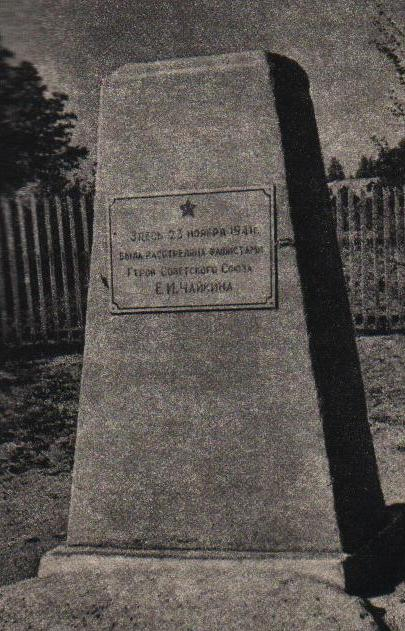 Здесь 23 ноября 1941 г.
была расстреляна фашистами
Герой Советского Союза
Е.И. Чайкина